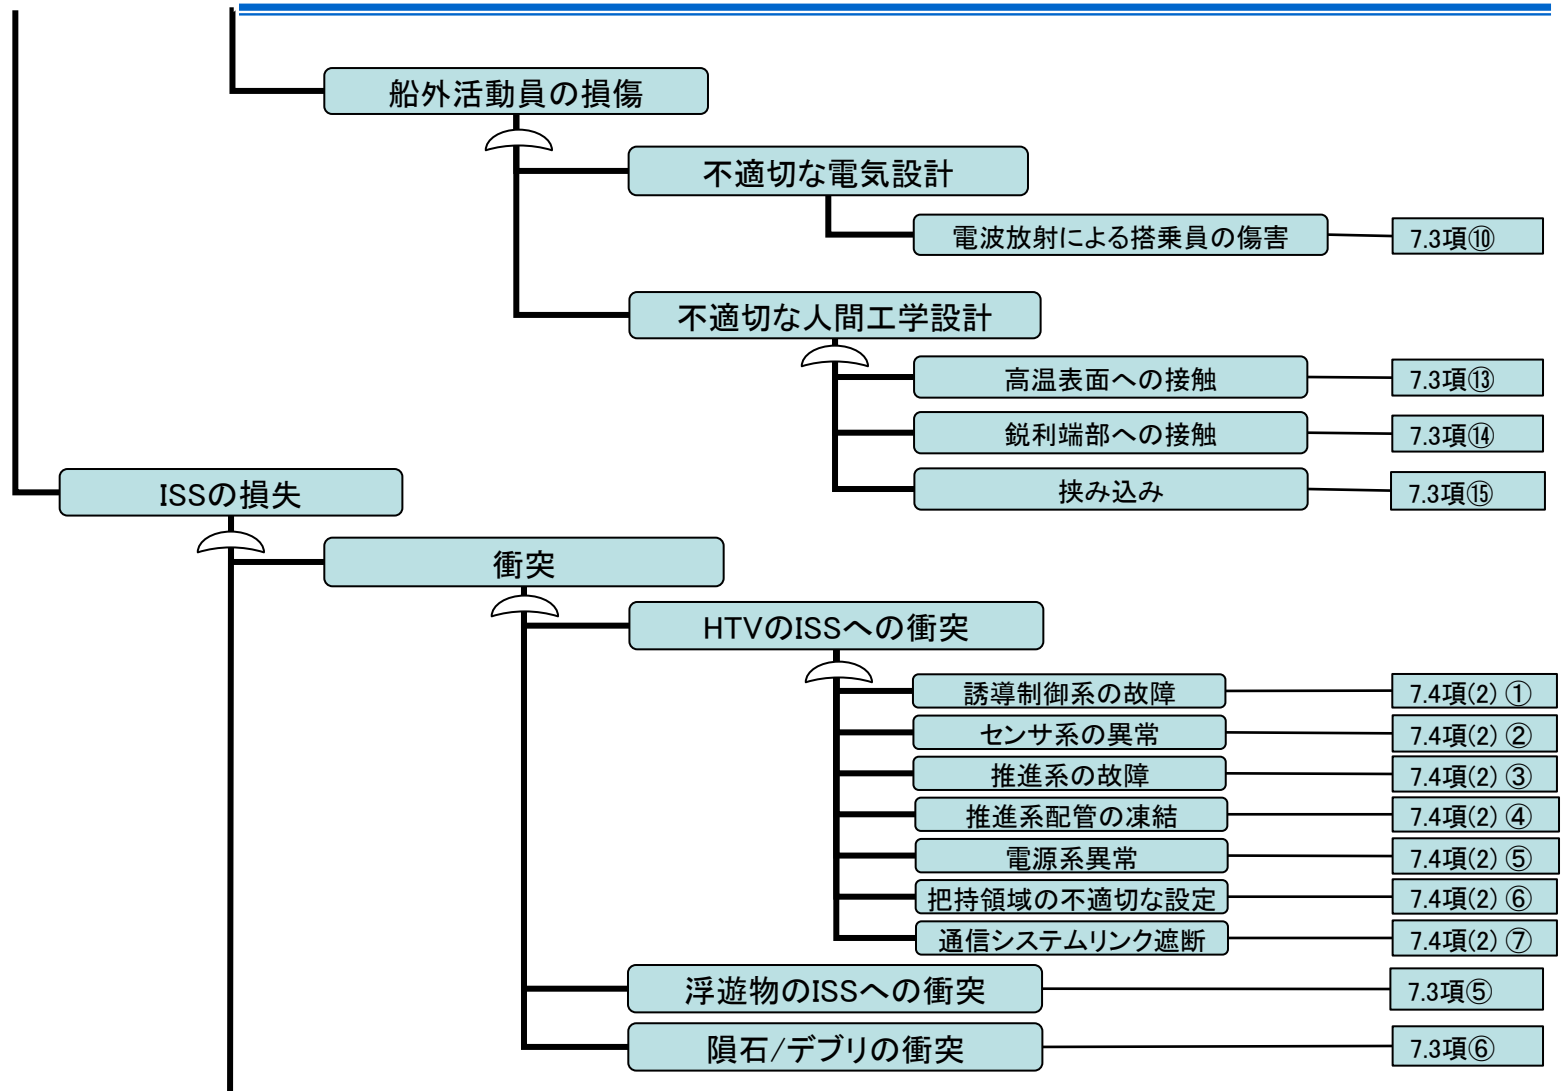 船外活動員の損傷
不適切な電気設計
電波放射による搭乗員の傷害
7.3項⑩
不適切な人間工学設計
高温表面への接触
7.3項⑬
鋭利端部への接触
7.3項⑭
挟み込み
7.3項⑮
ISSの損失
衝突
HTVのISSへの衝突
誘導制御系の故障
7.4項(2) ①
センサ系の異常
7.4項(2) ②
推進系の故障
7.4項(2) ③
推進系配管の凍結
7.4項(2) ④
電源系異常
7.4項(2) ⑤
把持領域の不適切な設定
7.4項(2) ⑥
通信システムリンク遮断
7.4項(2) ⑦
浮遊物のISSへの衝突
7.3項⑤
隕石/デブリの衝突
7.3項⑥